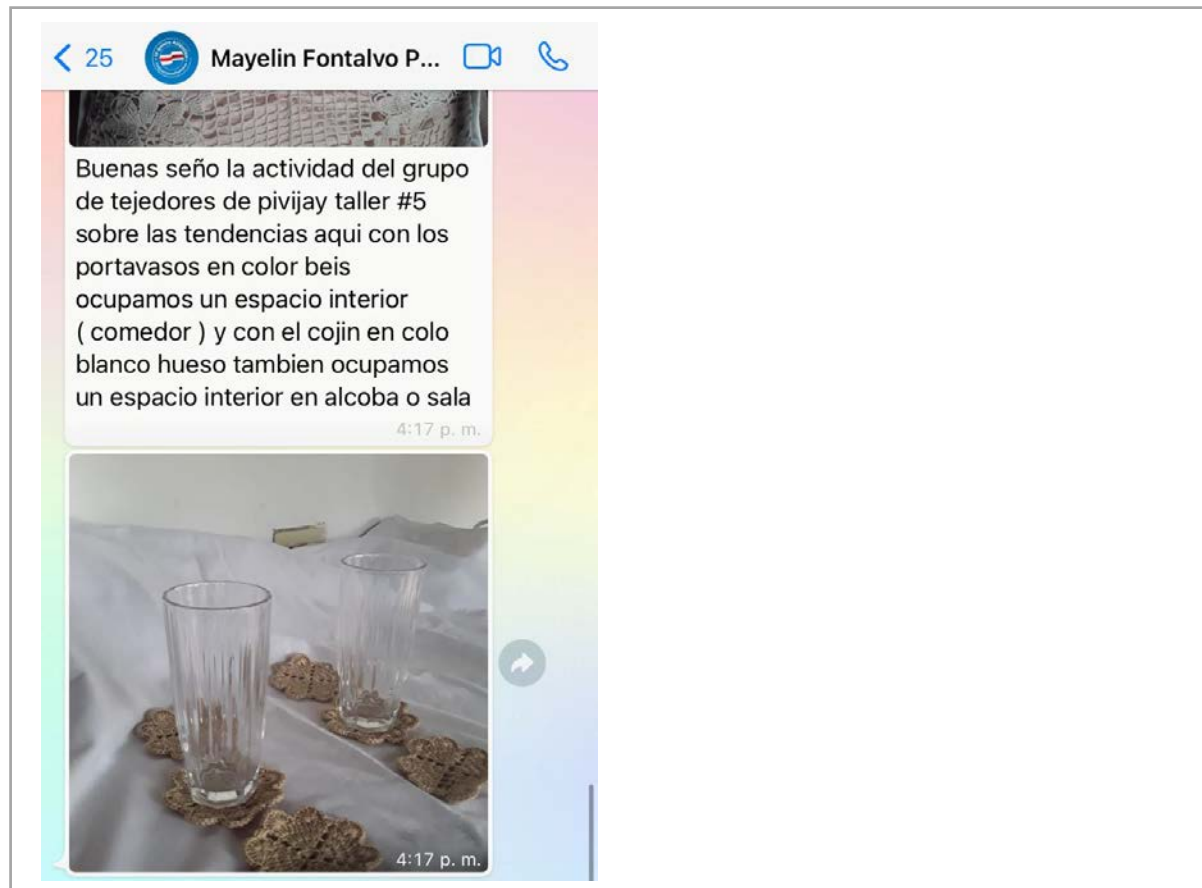 25
Mayelin Fontalvo P...
Buenas seño la actividad del grupo
de tejedores de pivijay taller #5
sobre las tendencias aqui con los
portavasos en color beis
ocupamos un espacio interior
( comedor ) y con el cojin en colo
blanco hueso tambien ocupamos
un espacio interior en alcoba o sala
4:17 p. m.
4:17 p. m.